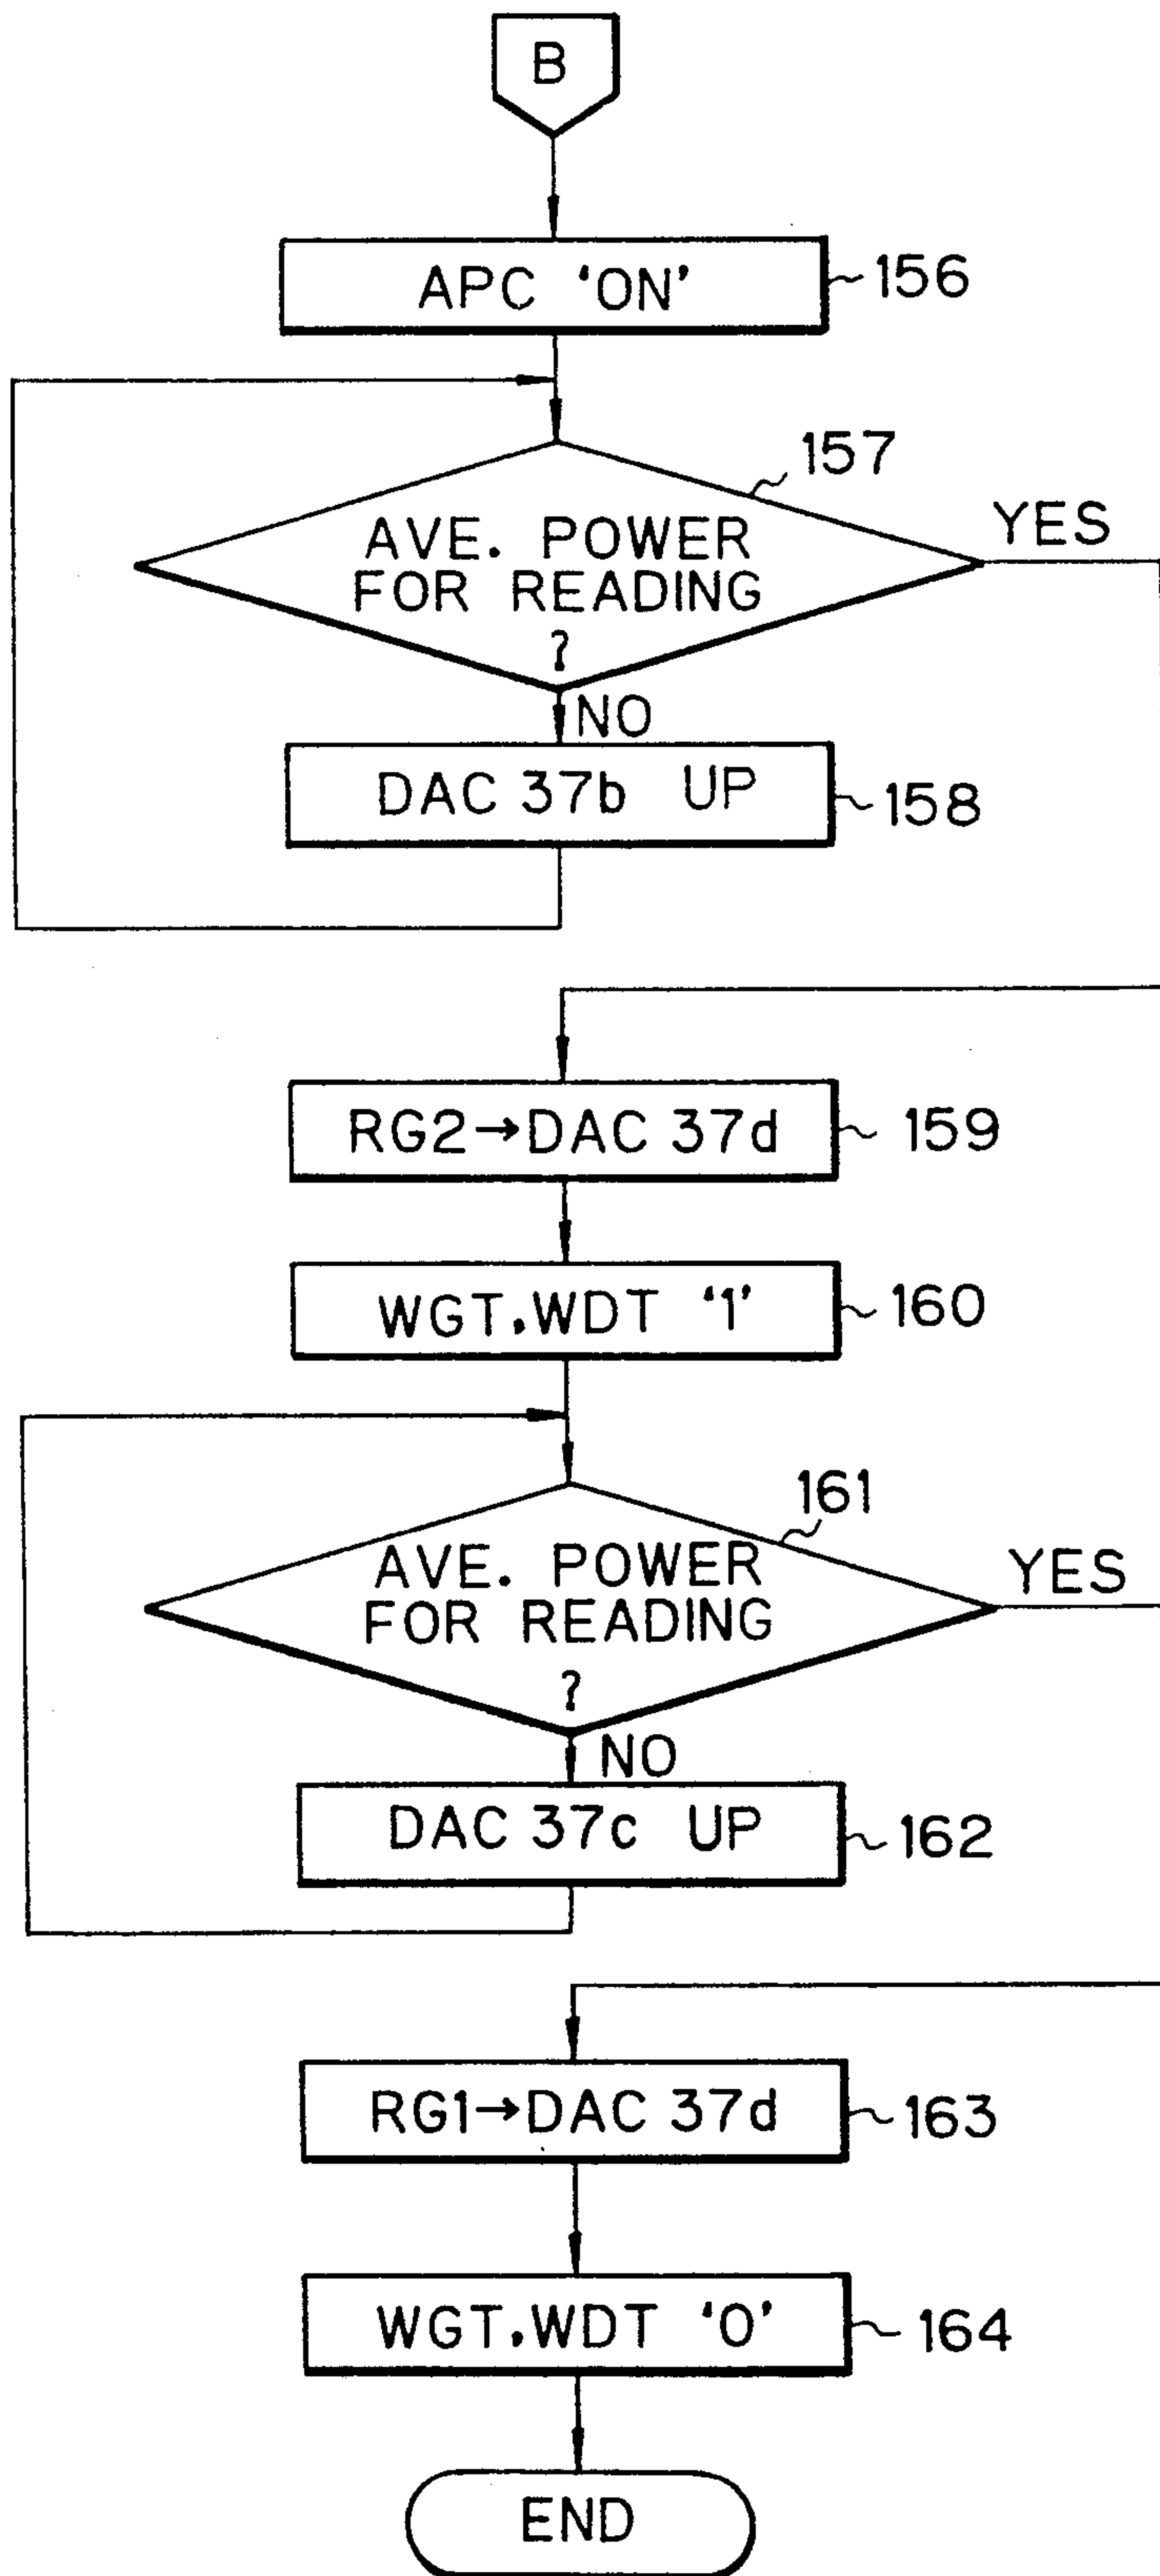 B
APC 'ON'
156
157
AVE. POWER
FOR READING
?
YES
NO
DAC 37b UP
158
RG2→DAC 37d
159
WGT.WDT '1'
160
161
AVE. POWER
FOR READING
?
YES
NO
DAC 37c UP
162
RG1→DAC 37d
163
WGT.WDT '0'
164
END